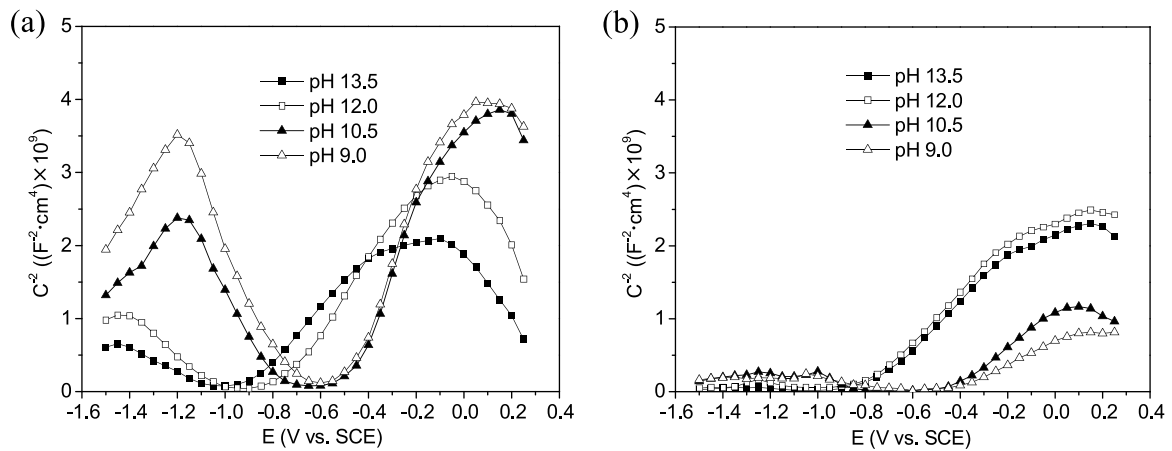 (a)
5
4
3
2
1
0
C⁻² ((F⁻²·cm⁴)×10⁹)
pH 13.5
pH 12.0
pH 10.5
pH 9.0
-1.6 -1.4 -1.2 -1.0 -0.8 -0.6 -0.4 -0.2 0.0 0.2 0.4
E (V vs. SCE)
(b)
5
4
3
2
1
0
C⁻² ((F⁻²·cm⁴)×10⁹)
pH 13.5
pH 12.0
pH 10.5
pH 9.0
-1.6 -1.4 -1.2 -1.0 -0.8 -0.6 -0.4 -0.2 0.0 0.2 0.4
E (V vs. SCE)